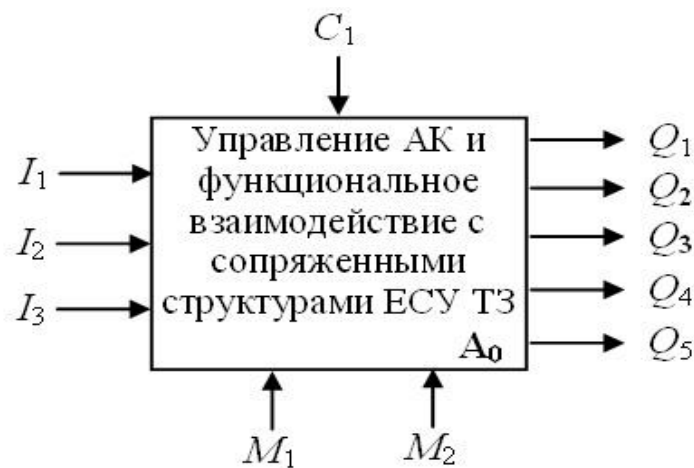 C1
Управление АК и
функциональное
взаимодействие с
сопряженными
структурами ЕСУ ТЗ
A0
I1
I2
I3
Q1
Q2
Q3
Q4
Q5
M1
M2